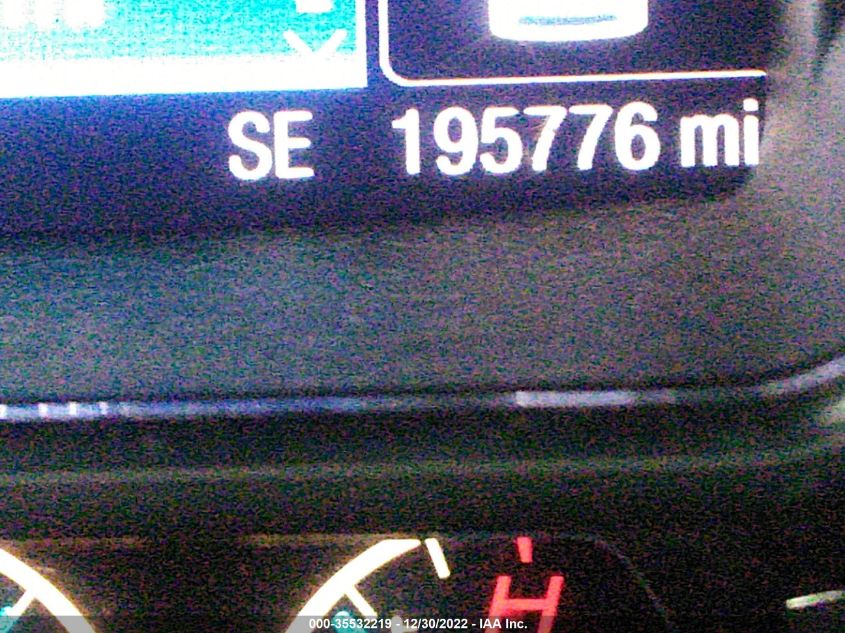 SE 195776 mi
H
000-35532219 - 12/30/2022 - IAA Inc.